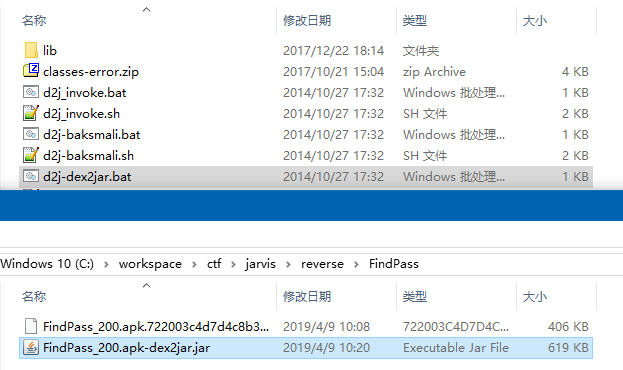 名称 修改日期 类型 大小
lib 2017/12/22 18:14 文件夹
classes-error.zip 2017/10/21 15:04 zip Archive 4 KB
d2j_invoke.bat 2014/10/27 17:32 Windows 批处理... 1 KB
d2j_invoke.sh 2014/10/27 17:32 SH 文件 2 KB
d2j-baksmali.bat 2014/10/27 17:32 Windows 批处理... 1 KB
d2j-baksmali.sh 2014/10/27 17:32 SH 文件 2 KB
d2j-dex2jar.bat 2014/10/27 17:32 Windows 批处理... 1 KB
Windows 10 (C:) > workspace > ctf > jarvis > reverse > FindPass
名称 修改日期 类型 大小
FindPass_200.apk.722003c4d7d4c8b3... 2019/4/9 10:08 722003C4D7D4C... 406 KB
FindPass_200.apk-dex2jar.jar 2019/4/9 10:20 Executable Jar File 619 KB